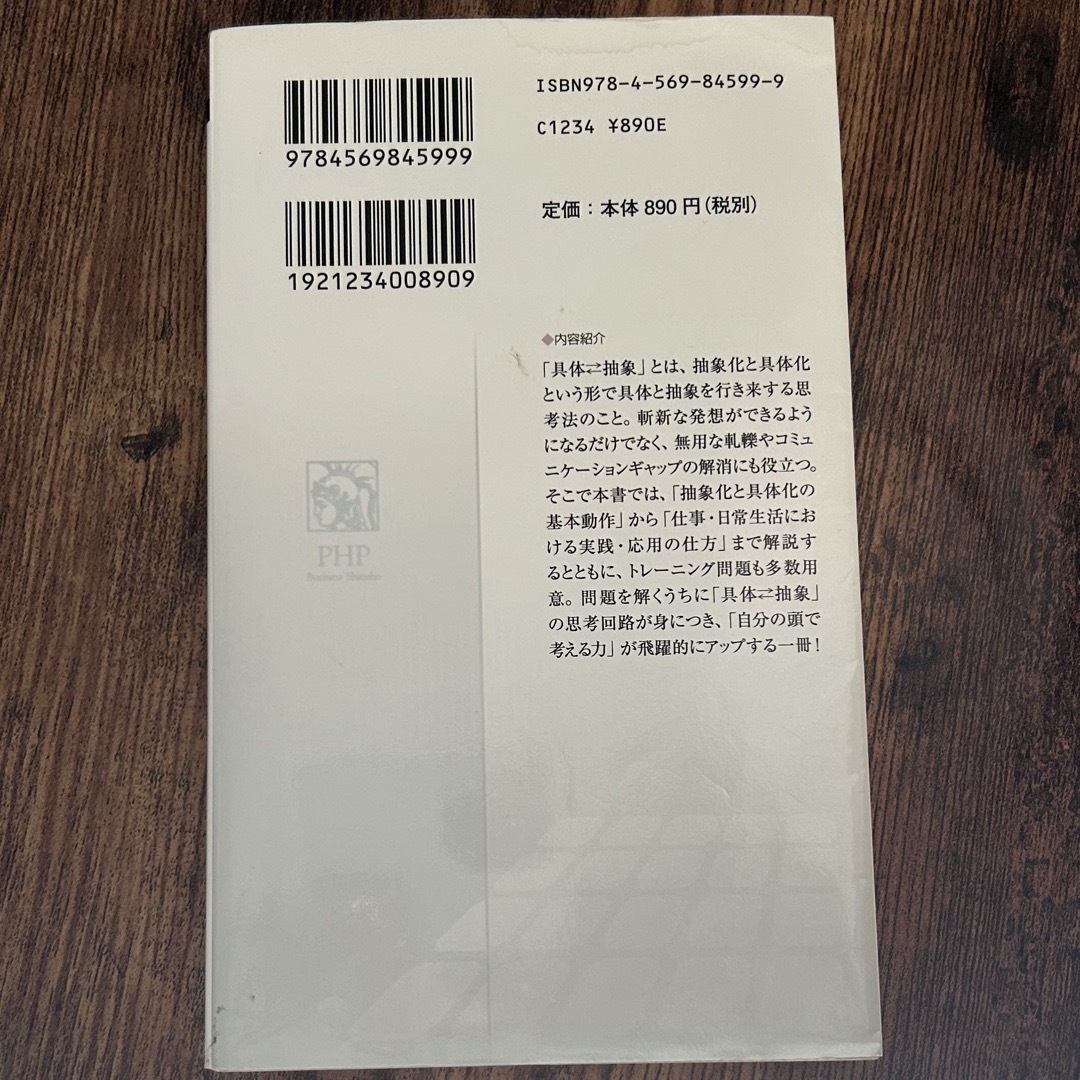 ISBN978-4-569-84599-9
9784569845999
C1234 ¥890E
定価：本体890円（税別）
1921234008909
◆内容紹介
「具体⇄抽象」とは、抽象化と具体化
という形で具体と抽象を行き来する思
考法のこと。斬新な発想ができるよう
になるだけでなく、無用な軋轢やコミュ
ニケーションギャップの解消にも役立つ。
そこで本書では、「抽象化と具体化の
基本動作」から「仕事・日常生活にお
ける実践・応用の仕方」まで解説す
るとともに、トレーニング問題も多数用
意。問題を解くうちに「具体⇄抽象」
の思考回路が身につき、「自分の頭で
考える力」が飛躍的にアップする一冊！
PHP
Business Shinsho